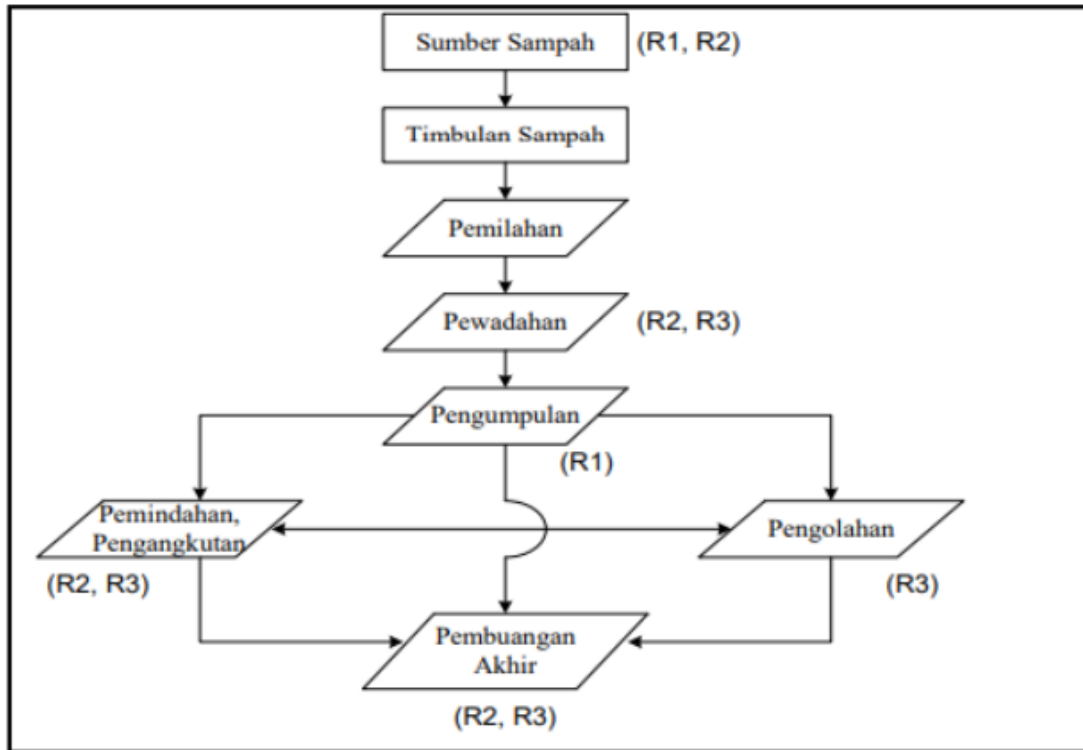 Sumber Sampah (R1, R2)
Timbulan Sampah
Pemilahan
Pewadahan (R2, R3)
Pengumpulan
(R1)
Pemindahan,
Pengangkutan
(R2, R3)
Pengolahan
(R3)
Pembuangan
Akhir
(R2, R3)